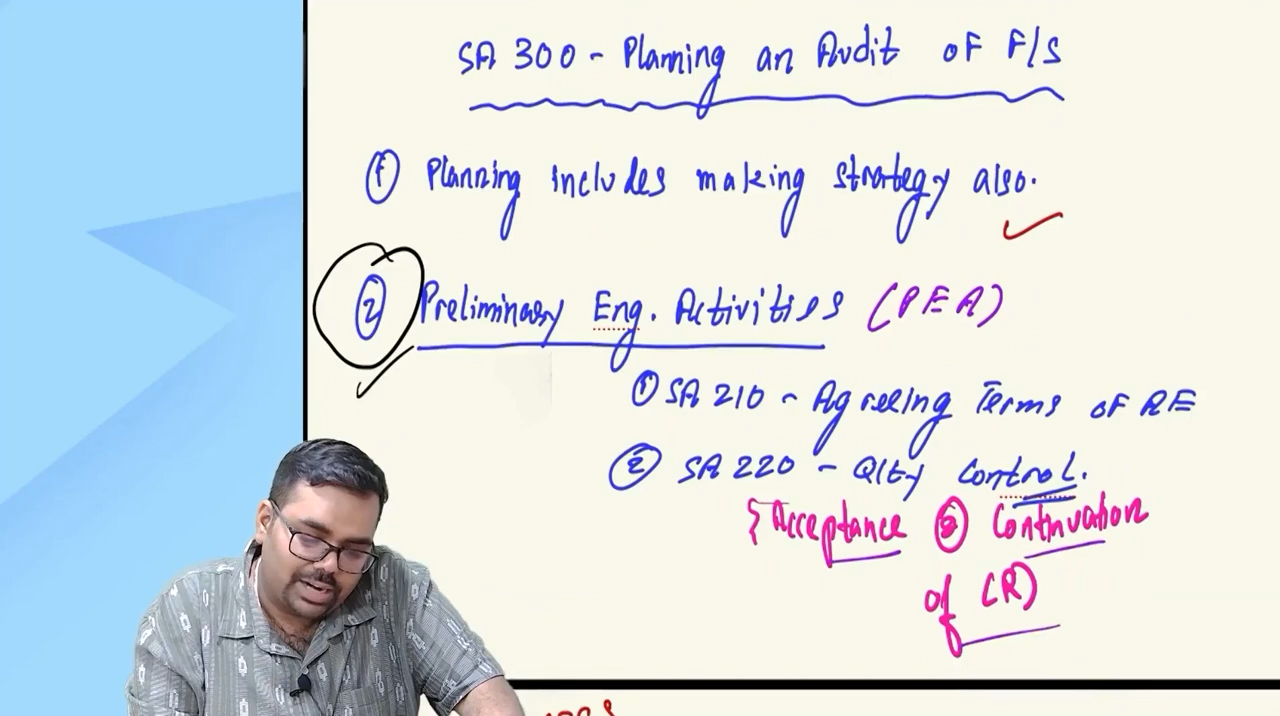 SA 300 - Planning an Audit of F/S
① Planning includes making strategy also.
② Preliminary Eng. Activities (PEA)
① SA 210 - Agreeing Terms of AE
② SA 220 - Qlty Control.
{ Acceptance & Continuation
of (R)